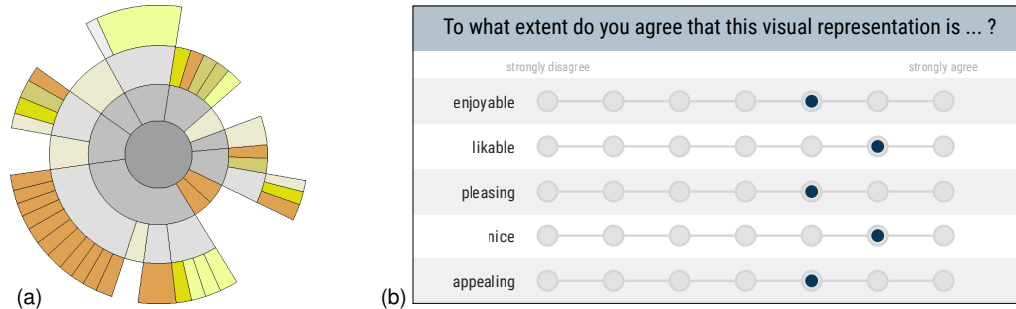 To what extent do you agree that this visual representation is ... ?
strongly disagree strongly agree
enjoyable
likable
pleasing
nice
appealing
(a) (b)